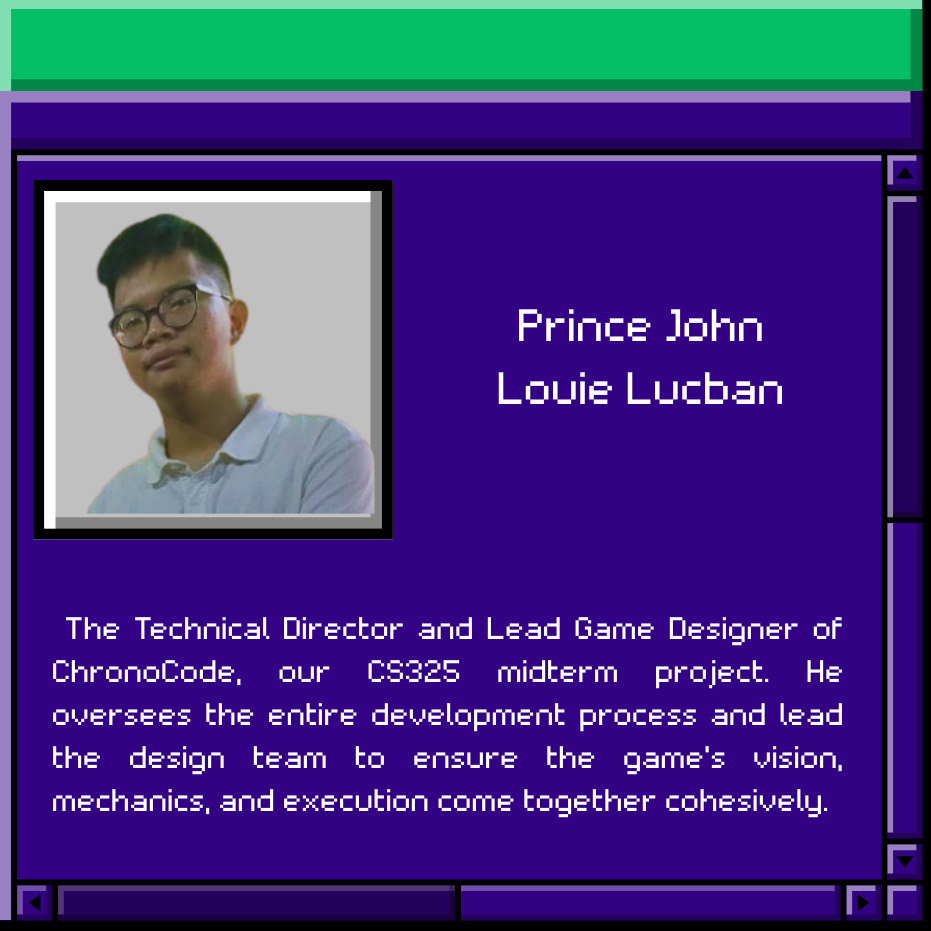 Prince John
Louie Lucban
The Technical Director and Lead Game Designer of
ChronoCode, our CS325 midterm project. He
oversees the entire development process and lead
the design team to ensure the game's vision,
mechanics, and execution come together cohesively.